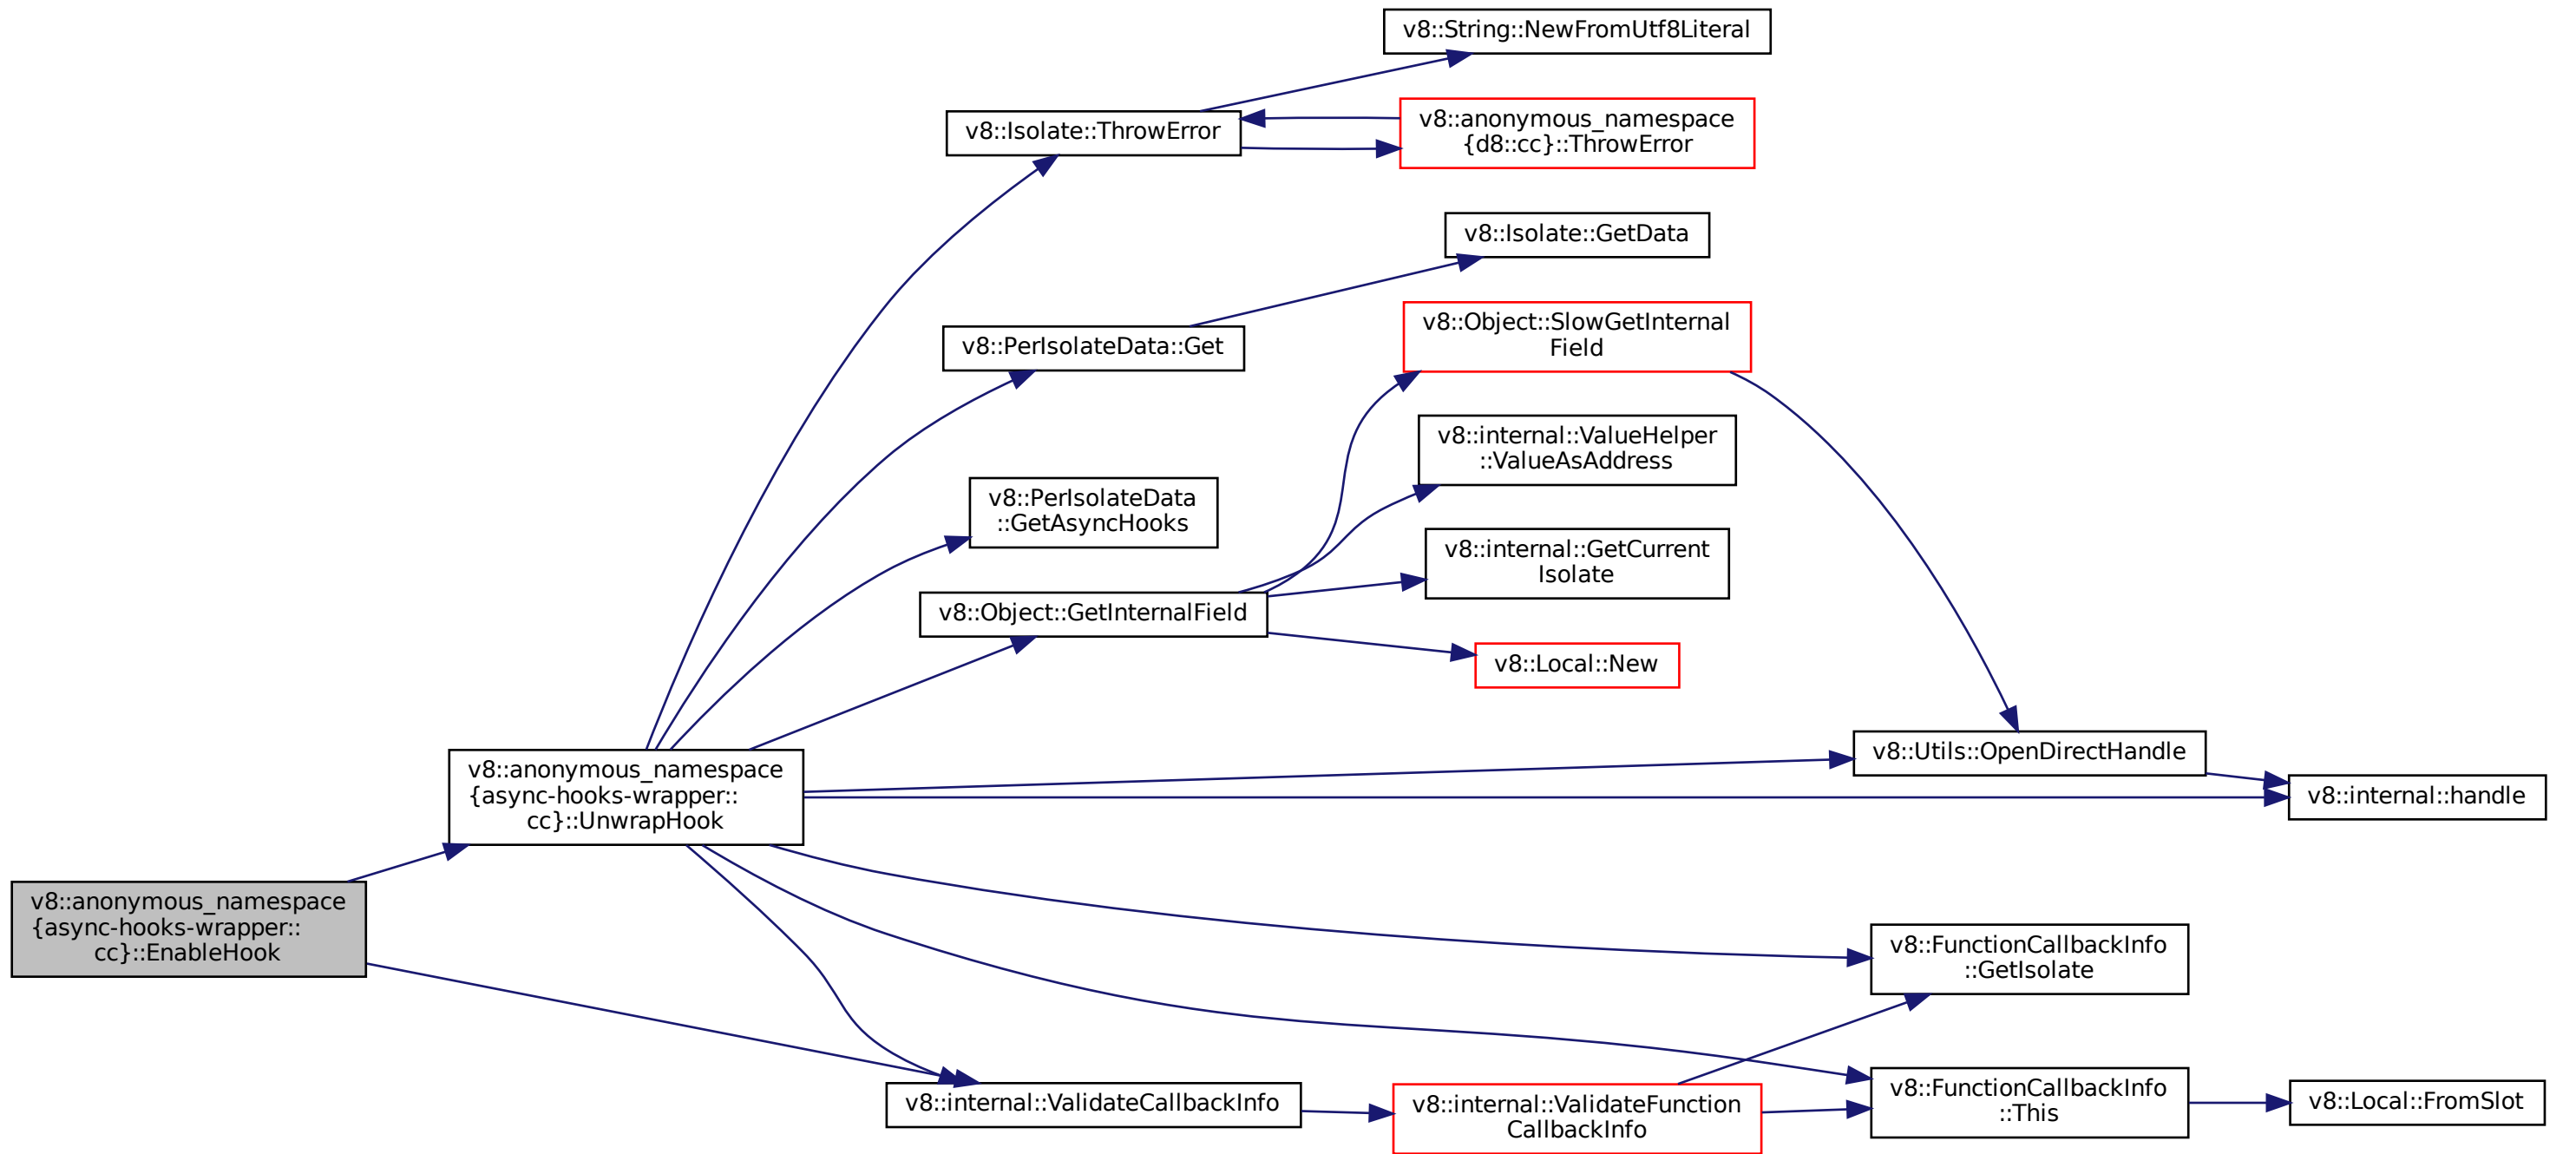 v8::String::NewFromUtf8Literal
v8::Isolate::ThrowError
v8::anonymous_namespace
{d8::cc}::ThrowError
v8::Isolate::GetData
v8::PerIsolateData::Get
v8::Object::SlowGetInternal
Field
v8::internal::ValueHelper
::ValueAsAddress
v8::PerIsolateData
::GetAsyncHooks
v8::internal::GetCurrent
Isolate
v8::Object::GetInternalField
v8::Local::New
v8::anonymous_namespace
{async-hooks-wrapper::
cc}::UnwrapHook
v8::Utils::OpenDirectHandle
v8::internal::handle
v8::anonymous_namespace
{async-hooks-wrapper::
cc}::EnableHook
v8::FunctionCallbackInfo
::GetIsolate
v8::internal::ValidateCallbackInfo
v8::internal::ValidateFunction
CallbackInfo
v8::FunctionCallbackInfo
::This
v8::Local::FromSlot